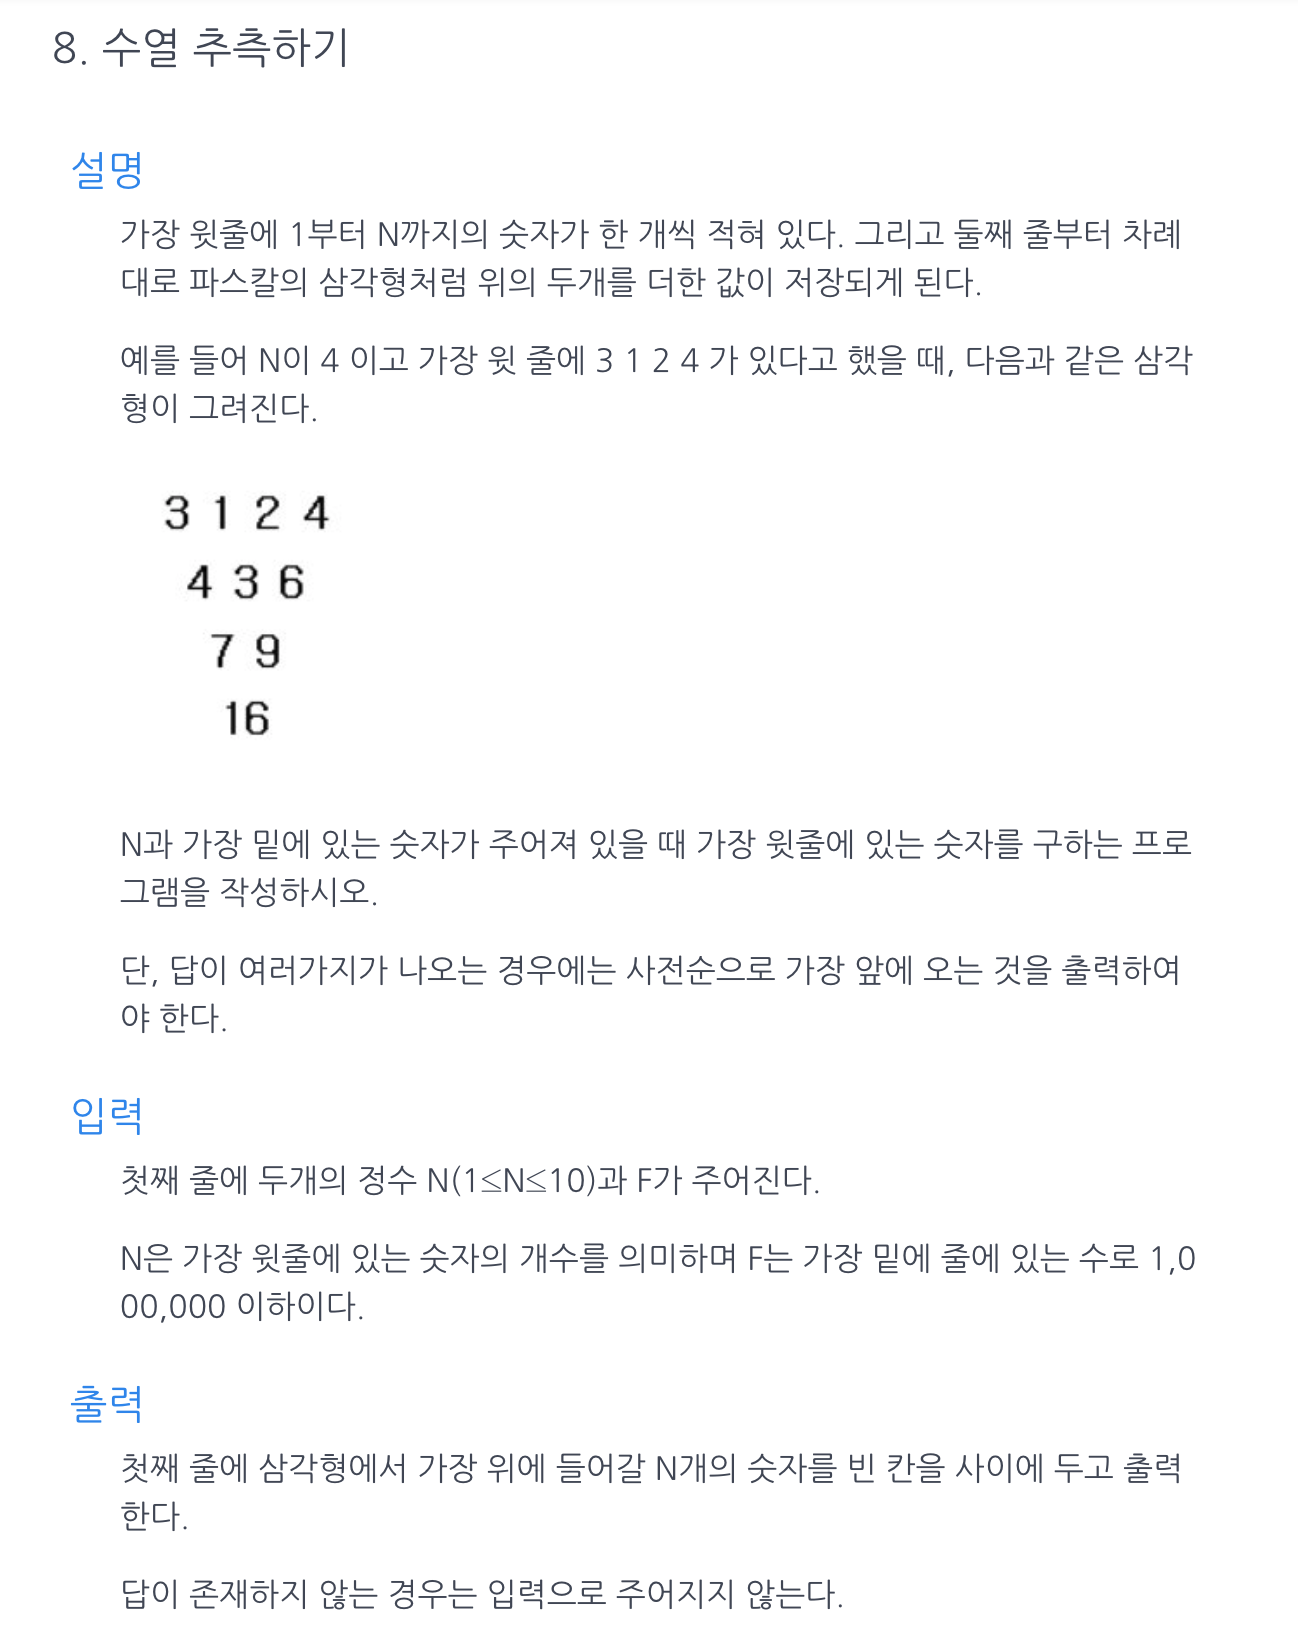 8. 수열 추측하기
설명
가장 윗줄에 1부터 N까지의 숫자가 한 개씩 적혀 있다. 그리고 둘째 줄부터 차례
대로 파스칼의 삼각형처럼 위의 두개를 더한 값이 저장되게 된다.
예를 들어 N이 4 이고 가장 윗 줄에 3 1 2 4 가 있다고 했을 때, 다음과 같은 삼각
형이 그려진다.
3 1 2 4
4 3 6
7 9
16
N과 가장 밑에 있는 숫자가 주어져 있을 때 가장 윗줄에 있는 숫자를 구하는 프로
그램을 작성하시오.
단, 답이 여러가지가 나오는 경우에는 사전순으로 가장 앞에 오는 것을 출력하여
야 한다.
입력
첫째 줄에 두개의 정수 N(1≤N≤10)과 F가 주어진다.
N은 가장 윗줄에 있는 숫자의 개수를 의미하며 F는 가장 밑에 줄에 있는 수로 1,0
00,000 이하이다.
출력
첫째 줄에 삼각형에서 가장 위에 들어갈 N개의 숫자를 빈 칸을 사이에 두고 출력
한다.
답이 존재하지 않는 경우는 입력으로 주어지지 않는다.